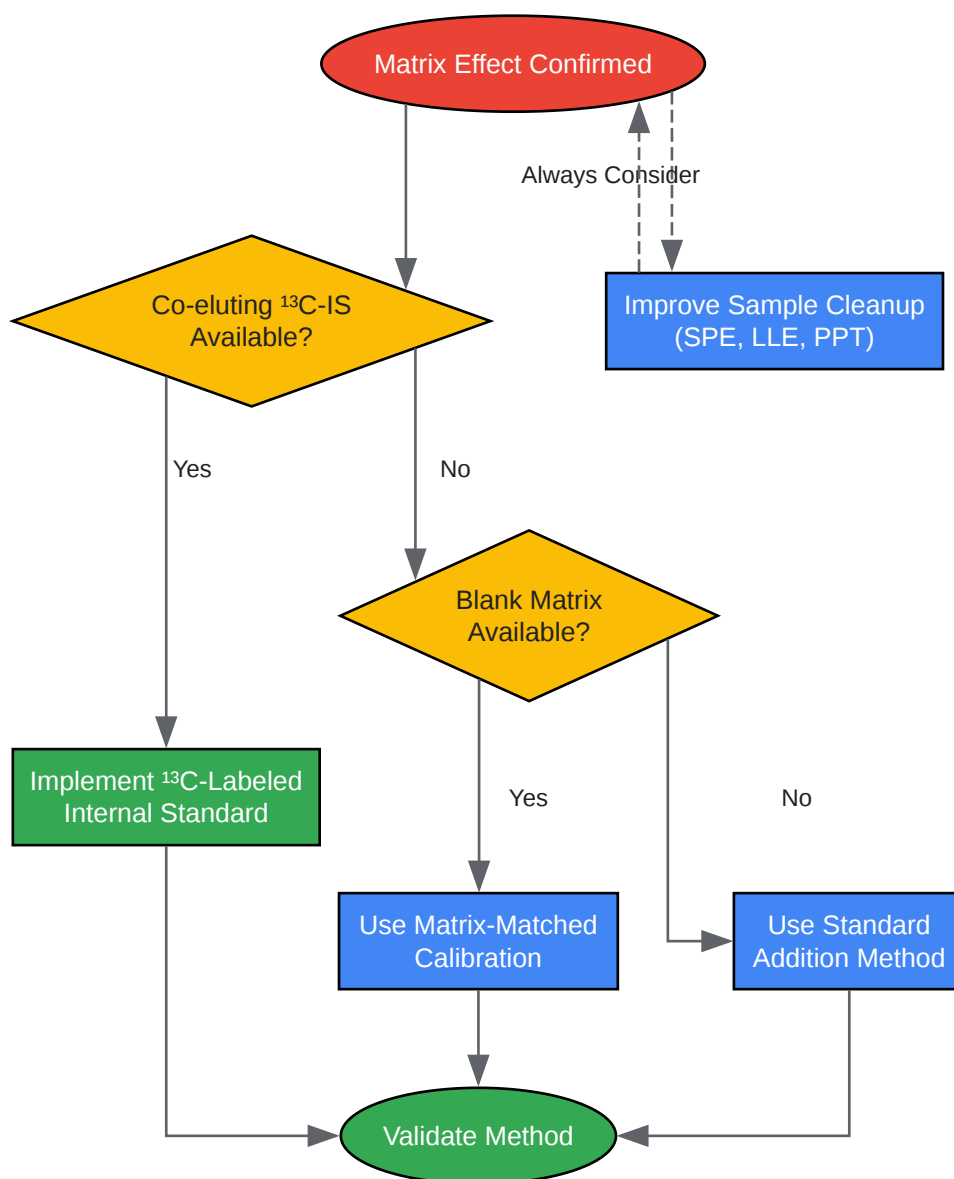 Matrix Effect Confirmed
Always Consider
Co-eluting ¹³C-IS
Available?
Improve Sample Cleanup
(SPE, LLE, PPT)
Yes
No
Blank Matrix
Available?
Implement ¹³C-Labeled
Internal Standard
Yes
No
Use Matrix-Matched
Calibration
Use Standard
Addition Method
Validate Method